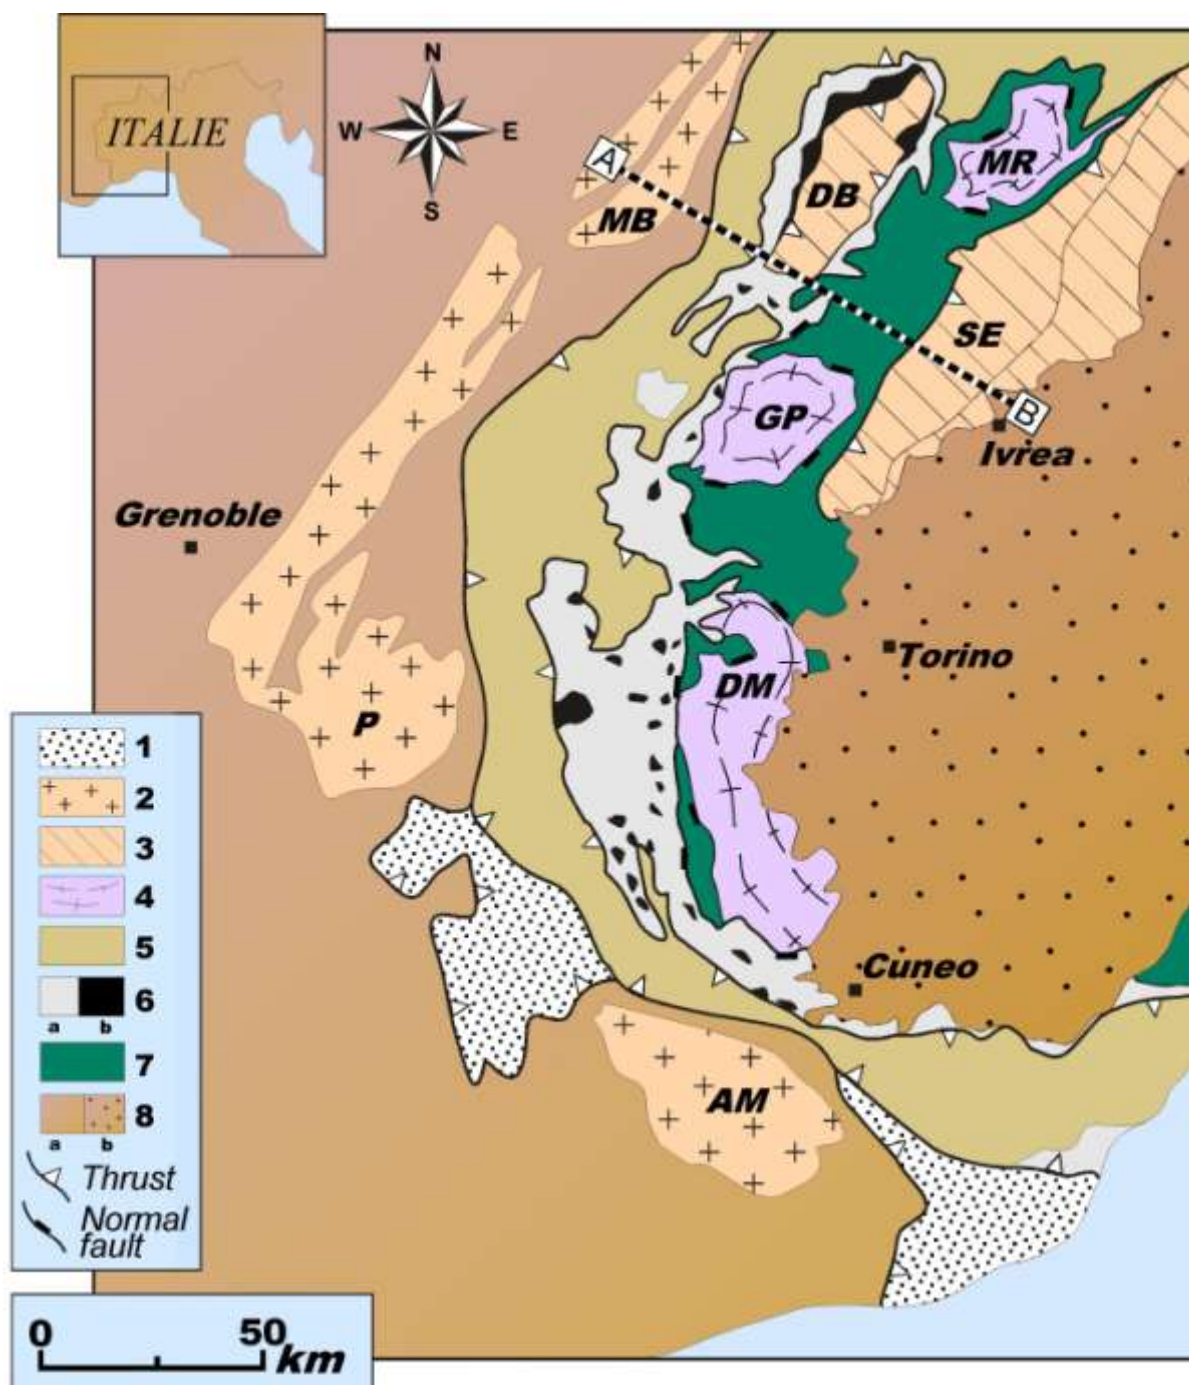 ITALIE
N
W E
S
A
MB
DB
MR
SE
GP
B
Ivrea
Grenoble
Torino
DM
P
Cuneo
AM
1
2
3
4
5
6
a b
7
8
a b
Thrust
Normal
fault
0 50
km